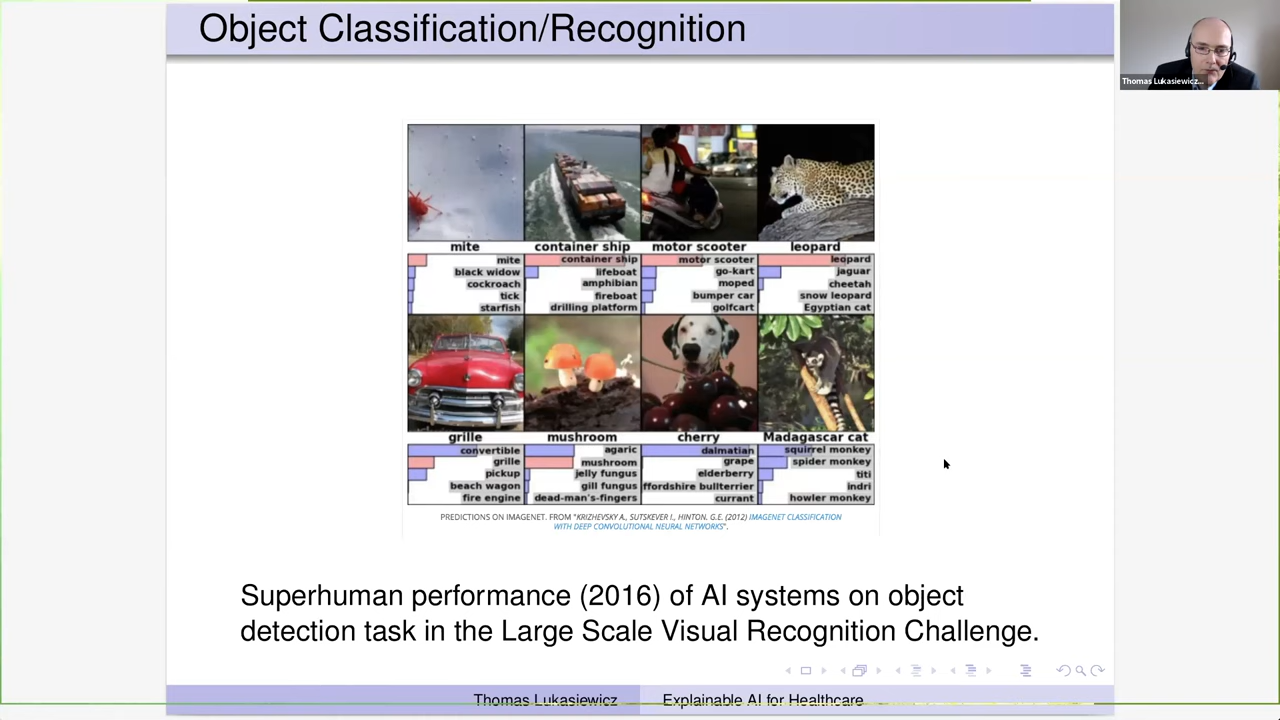 Object Classification/Recognition
Thomas Lukasiewicz...
mite container ship motor scooter leopard
mite container ship motor scooter leopard
black widow lifeboat go-kart jaguar
cockroach amphibian moped cheetah
tick fireboat bumper car snow leopard
starfish drilling platform golfcart Egyptian cat
grille mushroom cherry Madagascar cat
convertible agaric dalmatian squirrel monkey
grille mushroom grape spider monkey
pickup jelly fungus elderberry titi
beach wagon gill fungus ffordshire bullterrier indri
fire engine dead-man's-fingers currant howler monkey
PREDICTIONS ON IMAGENET. FROM "KRIZHEVSKY A., SUTSKEVER I., HINTON, G.E. (2012) IMAGENET CLASSIFICATION
WITH DEEP CONVOLUTIONAL NEURAL NETWORKS".
Superhuman performance (2016) of AI systems on object
detection task in the Large Scale Visual Recognition Challenge.
Thomas Lukasiewicz Explainable AI for Healthcare